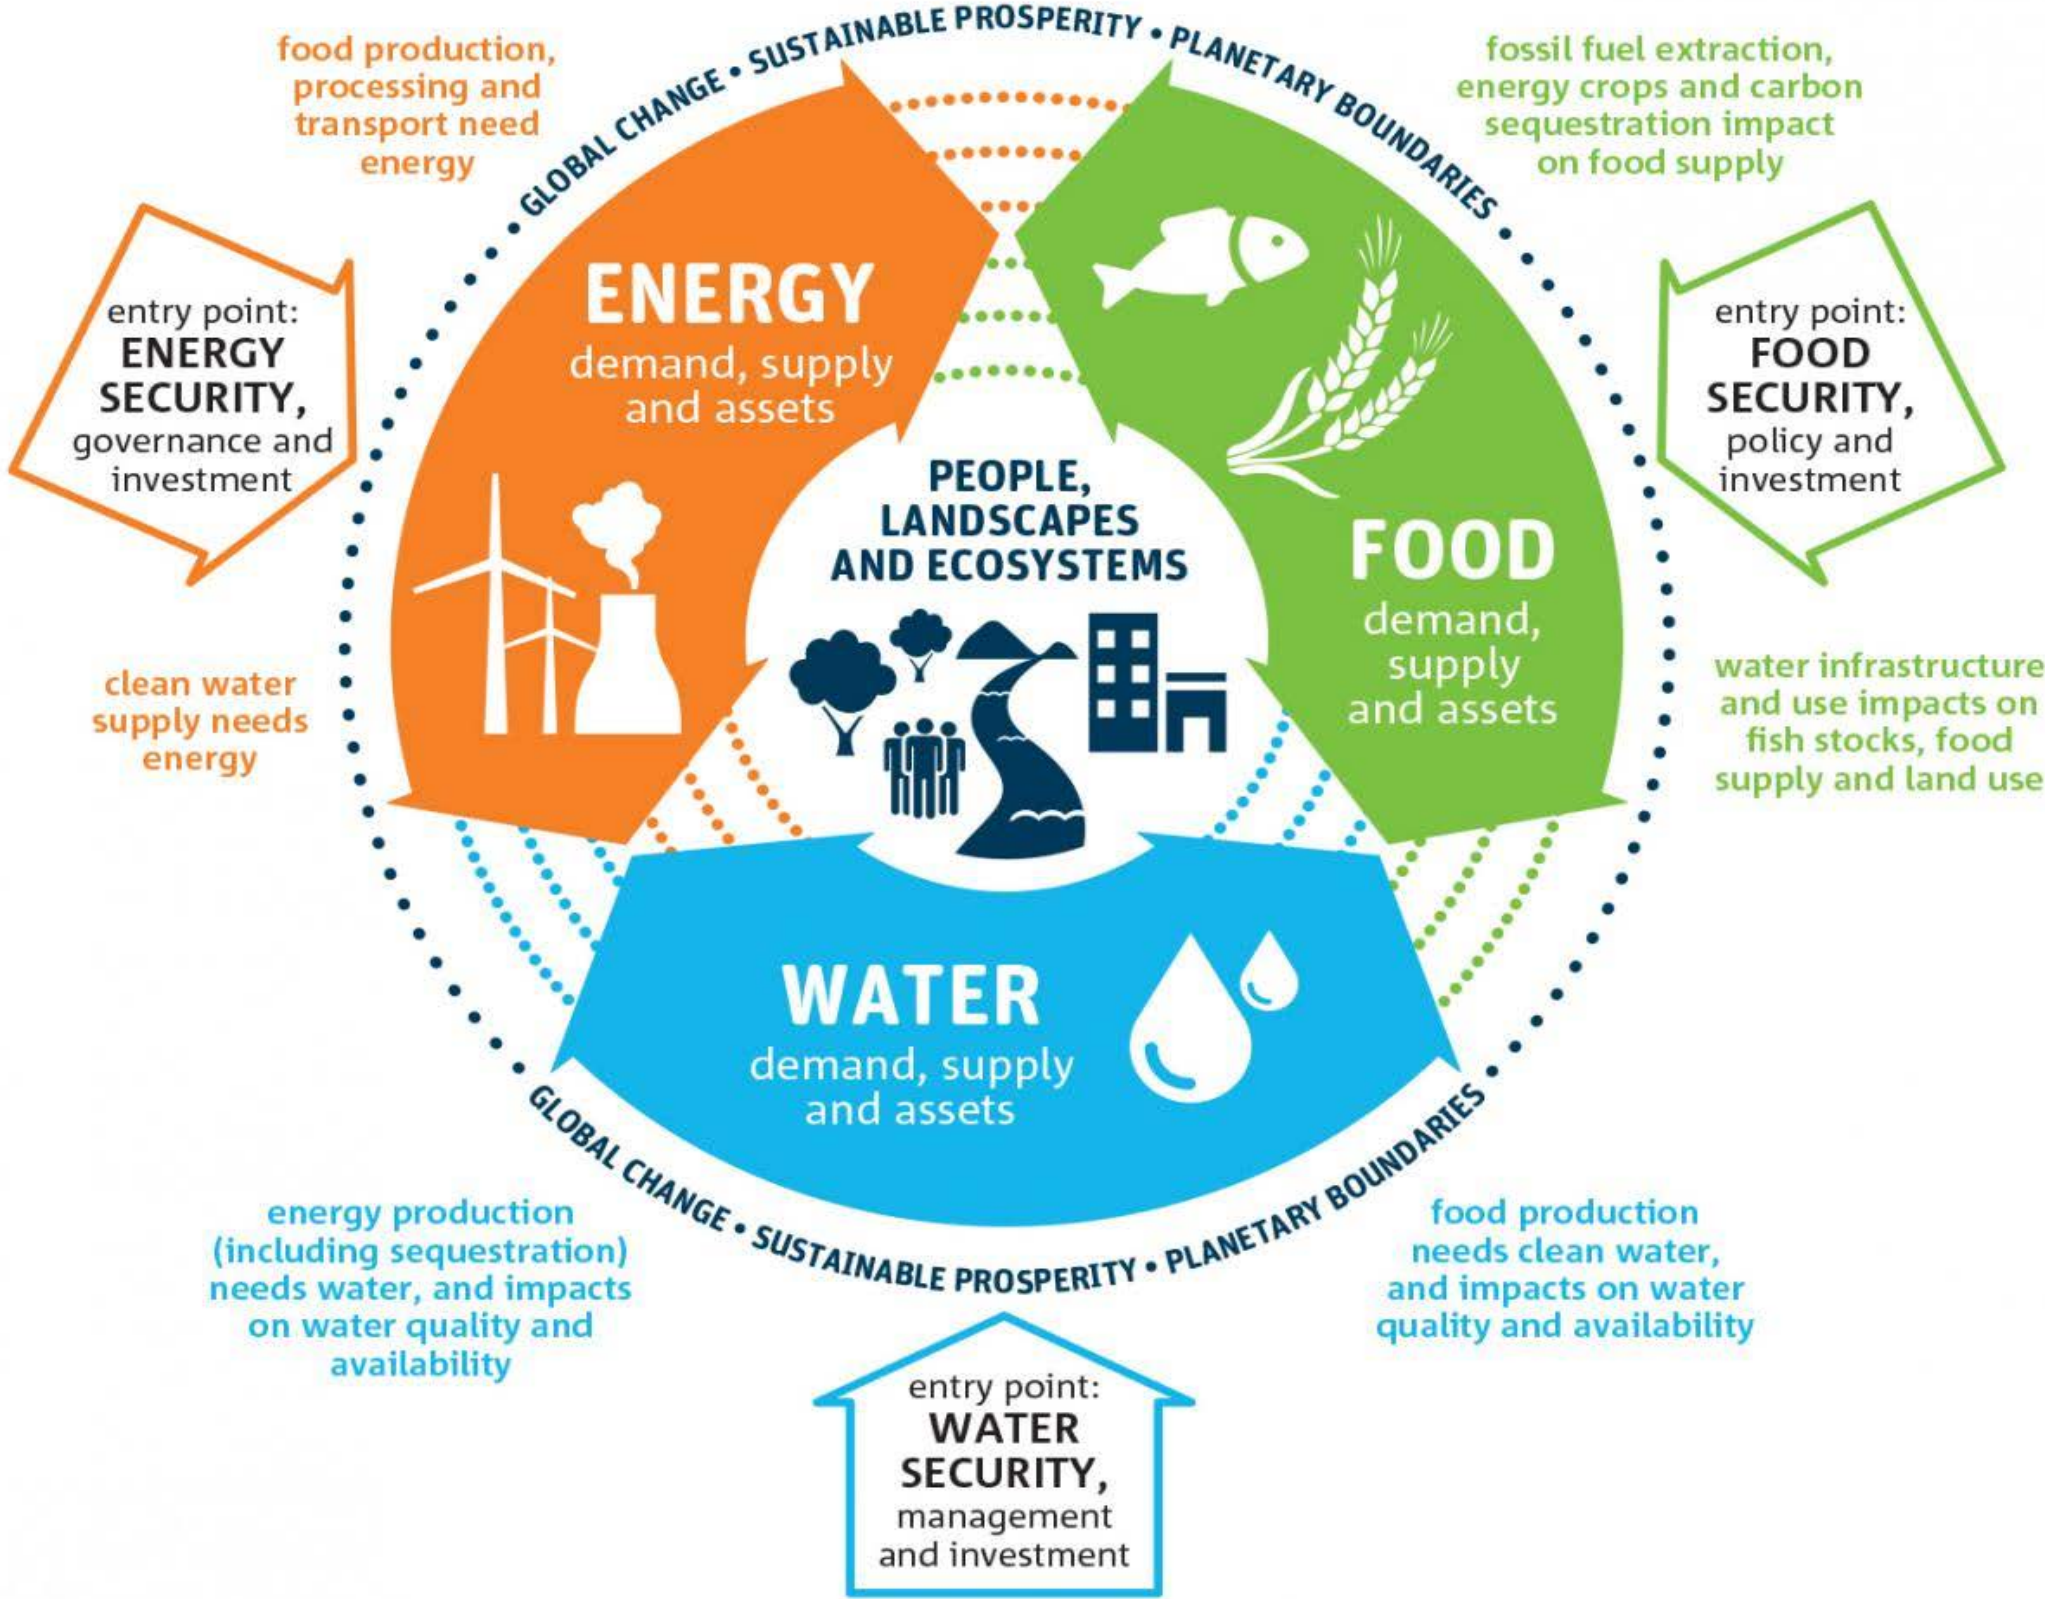 GLOBAL CHANGE • SUSTAINABLE PROSPERITY • PLANETARY BOUNDARIES
food production,
processing and
transport need
energy
fossil fuel extraction,
energy crops and carbon
sequestration impact
on food supply
entry point:
ENERGY
SECURITY,
governance and
investment
ENERGY
demand, supply
and assets
entry point:
FOOD
SECURITY,
policy and
investment
PEOPLE,
LANDSCAPES
AND ECOSYSTEMS
FOOD
demand,
supply
and assets
clean water
supply needs
energy
water infrastructure
and use impacts on
fish stocks, food
supply and land use
WATER
demand, supply
and assets
GLOBAL CHANGE • SUSTAINABLE PROSPERITY • PLANETARY BOUNDARIES
energy production
(including sequestration)
needs water, and impacts
on water quality and
availability
food production
needs clean water,
and impacts on water
quality and availability
entry point:
WATER
SECURITY,
management
and investment